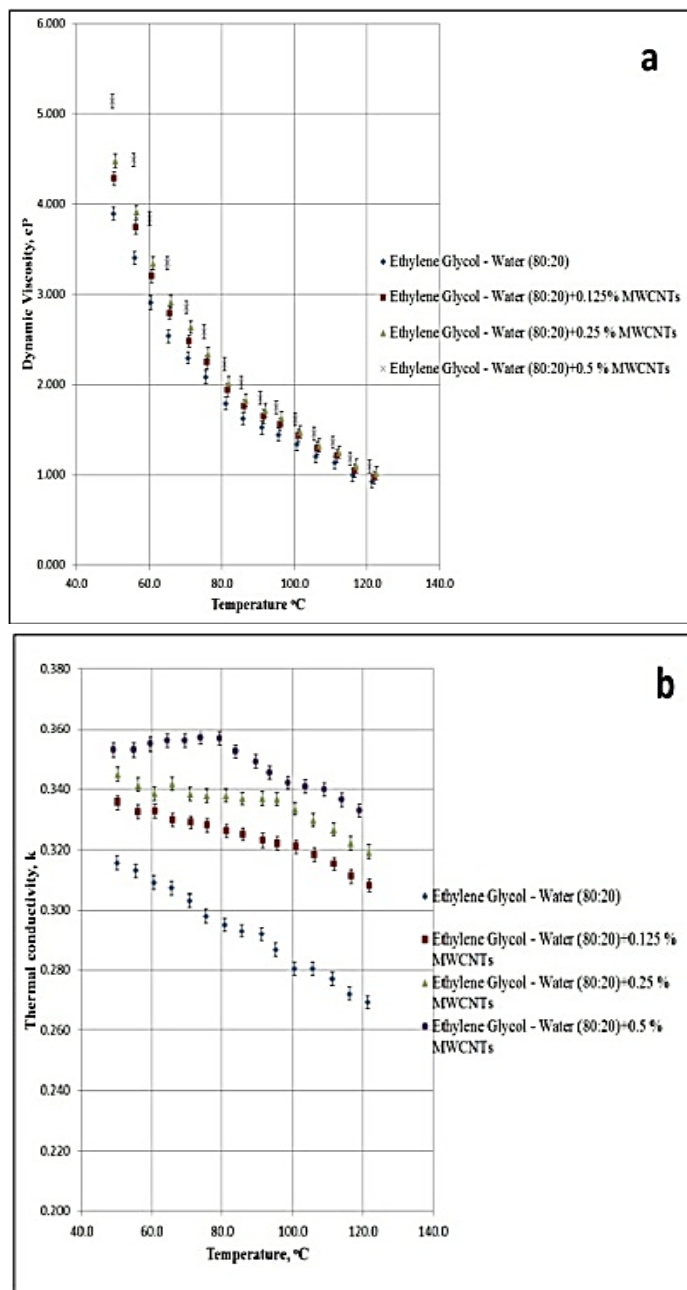 a
6.000
5.000
4.000
3.000
2.000
1.000
0.000
40.0 60.0 80.0 100.0 120.0 140.0
Dynamic Viscosity, cP
Temperature °C
Ethylene Glycol - Water (80:20)
Ethylene Glycol - Water (80:20)+0.125% MWCNTs
Ethylene Glycol - Water (80:20)+0.25 % MWCNTs
Ethylene Glycol - Water (80:20)+0.5 % MWCNTs
b
0.380
0.360
0.340
0.320
0.300
0.280
0.260
0.240
0.220
0.200
40.0 60.0 80.0 100.0 120.0 140.0
Thermal conductivity, k
Temperature, °C
Ethylene Glycol - Water (80:20)
Ethylene Glycol - Water (80:20)+0.125 %
MWCNTs
Ethylene Glycol - Water (80:20)+0.25 %
MWCNTs
Ethylene Glycol - Water (80:20)+0.5 %
MWCNTs